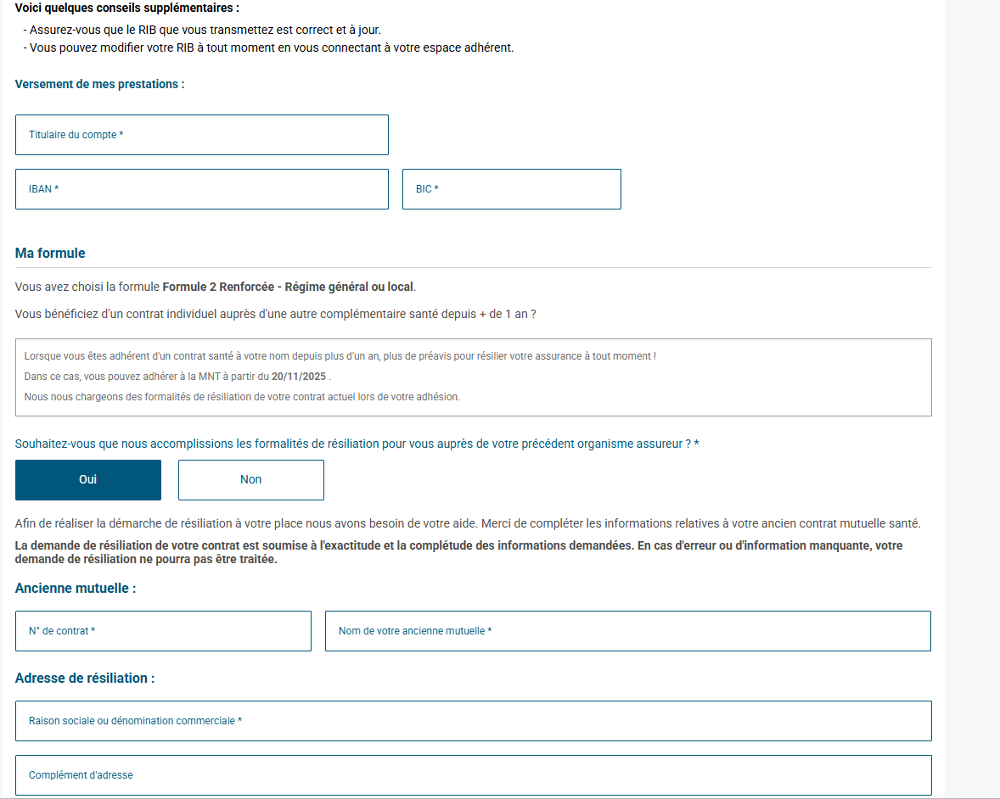 Voici quelques conseils supplémentaires :
- Assurez-vous que le RIB que vous transmettez est correct et à jour.
- Vous pouvez modifier votre RIB à tout moment en vous connectant à votre espace adhérent.
Versement de mes prestations :
Titulaire du compte *
IBAN *
BIC *
Ma formule
Vous avez choisi la formule Formule 2 Renforcée - Régime général ou local.
Vous bénéficiez d'un contrat individuel auprès d'une autre complémentaire santé depuis + de 1 an ?
Lorsque vous êtes adhérent d'un contrat santé à votre nom depuis plus d'un an, plus de préavis pour résilier votre assurance à tout moment !
Dans ce cas, vous pouvez adhérer à la MNT à partir du 20/11/2025 .
Nous nous chargeons des formalités de résiliation de votre contrat actuel lors de votre adhésion.
Souhaitez-vous que nous accomplissions les formalités de résiliation pour vous auprès de votre précédent organisme assureur ? *
Oui
Non
Afin de réaliser la démarche de résiliation à votre place nous avons besoin de votre aide. Merci de compléter les informations relatives à votre ancien contrat mutuelle santé.
La demande de résiliation de votre contrat est soumise à l'exactitude et la complétude des informations demandées. En cas d'erreur ou d'information manquante, votre
demande de résiliation ne pourra pas être traitée.
Ancienne mutuelle :
N° de contrat *
Nom de votre ancienne mutuelle *
Adresse de résiliation :
Raison sociale ou dénomination commerciale *
Complément d'adresse